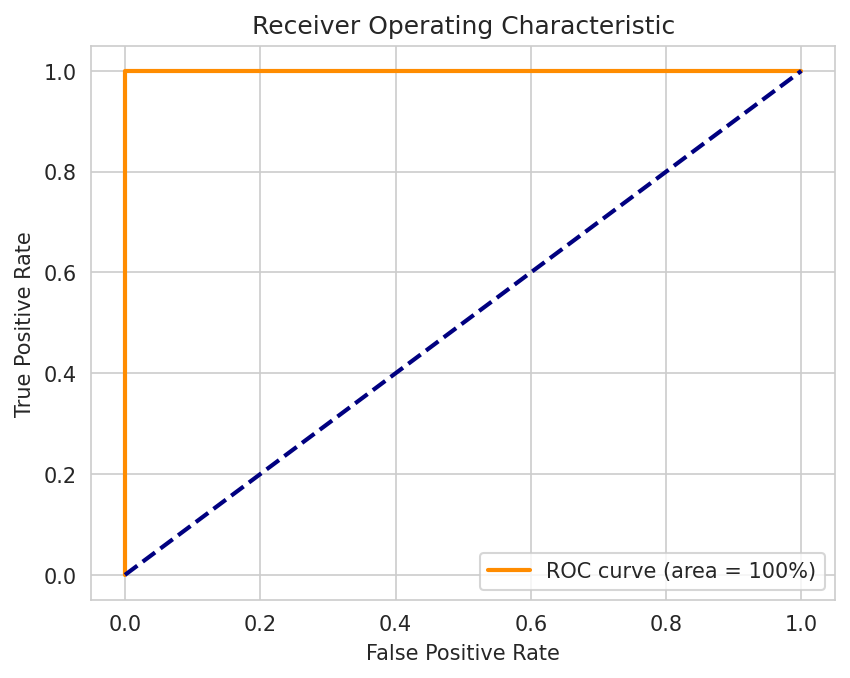 Receiver Operating Characteristic
1.0
0.8
0.6
0.4
0.2
0.0
True Positive Rate
ROC curve (area = 100%)
0.0 0.2 0.4 0.6 0.8 1.0
False Positive Rate